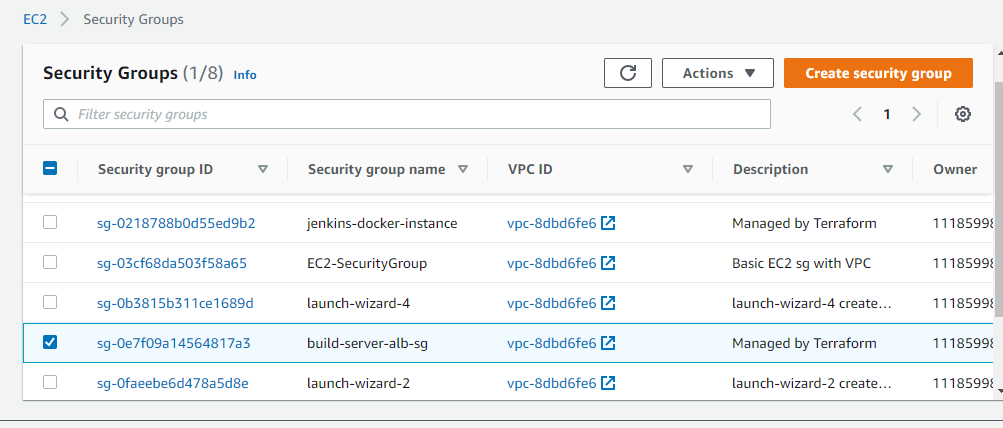 EC2 > Security Groups
Security Groups (1/8) Info Actions Create security group
Filter security groups 1
Security group ID Security group name VPC ID Description Owner
sg-0218788b0d55ed9b2 jenkins-docker-instance vpc-8dbd6fe6 Managed by Terraform 11185998
sg-03cf68da503f58a65 EC2-SecurityGroup vpc-8dbd6fe6 Basic EC2 sg with VPC 11185998
sg-0b3815b311ce1689d launch-wizard-4 vpc-8dbd6fe6 launch-wizard-4 create... 11185998
sg-0e7f09a14564817a3 build-server-alb-sg vpc-8dbd6fe6 Managed by Terraform 11185998
sg-0faeebe6d478a5d8e launch-wizard-2 vpc-8dbd6fe6 launch-wizard-2 create... 11185998